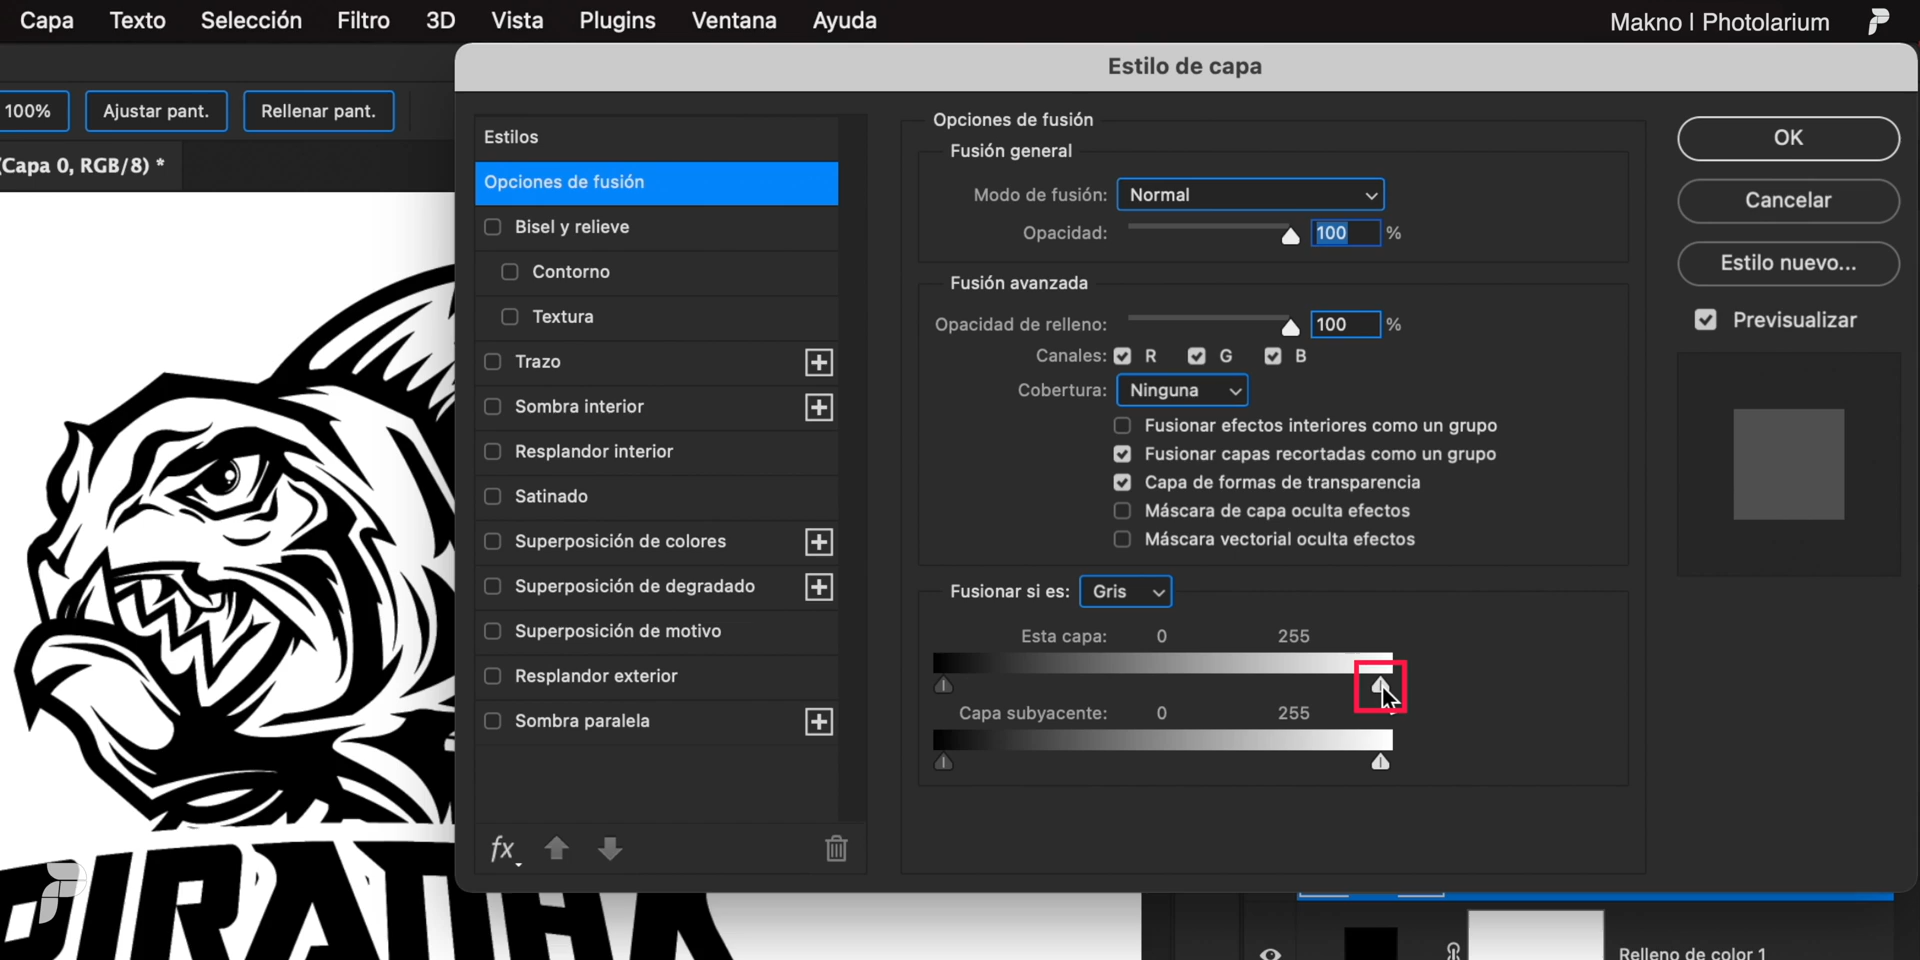 Capa Texto Selección Filtro 3D Vista Plugins Ventana Ayuda Makno | Photolarium
Estilo de capa
100% Ajustar pant. Rellenar pant.
(Capa 0, RGB/8) *
Estilos
Opciones de fusión
Bisel y relieve
Contorno
Textura
Trazo
Sombra interior
Resplandor interior
Satinado
Superposición de colores
Superposición de degradado
Superposición de motivo
Resplandor exterior
Sombra paralela
fx
Opciones de fusión
Fusión general
Modo de fusión: Normal
Opacidad: 100 %
Fusión avanzada
Opacidad de relleno: 100 %
Canales: R G B
Cobertura: Ninguna
Fusionar efectos interiores como un grupo
Fusionar capas recortadas como un grupo
Capa de formas de transparencia
Máscara de capa oculta efectos
Máscara vectorial oculta efectos
Fusionar si es: Gris
Esta capa: 0 255
Capa subyacente: 0 255
OK
Cancelar
Estilo nuevo...
Previsualizar
PIRANHA
Relleno de color 1